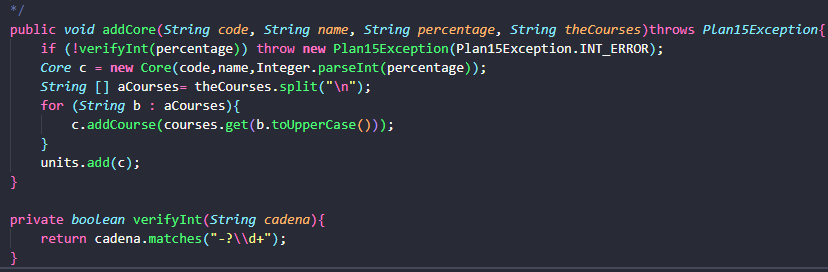 */
public void addCore(String code, String name, String percentage, String theCourses)throws Plan15Exception{
    if (!verifyInt(percentage)) throw new Plan15Exception(Plan15Exception.INT_ERROR);
    Core c = new Core(code,name,Integer.parseInt(percentage));
    String [] aCourses= theCourses.split("\n");
    for (String b : aCourses){
        c.addCourse(courses.get(b.toUpperCase()));
    }
    units.add(c);
}

private boolean verifyInt(String cadena){
    return cadena.matches("-?\\d+");
}